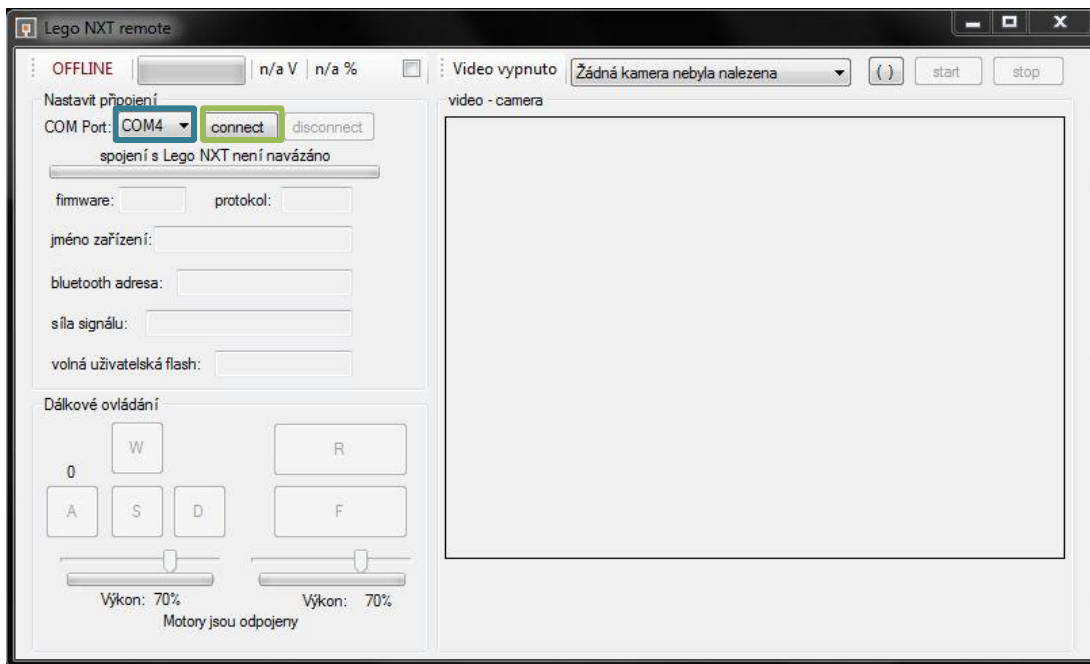 Lego NXT remote
OFFLINE n/a V n/a %
Video vypnuto Žádná kamera nebyla nalezena ( ) start stop
Nastavit připojení
COM Port: COM4 connect disconnect
spojení s Lego NXT není navázáno
firmware: protokol:
jméno zařízení:
bluetooth adresa:
síla signálu:
volná uživatelská flash:
Dálkové ovládání
W R
0
A S D F
Výkon: 70% Výkon: 70%
Motory jsou odpojeny
video - camera